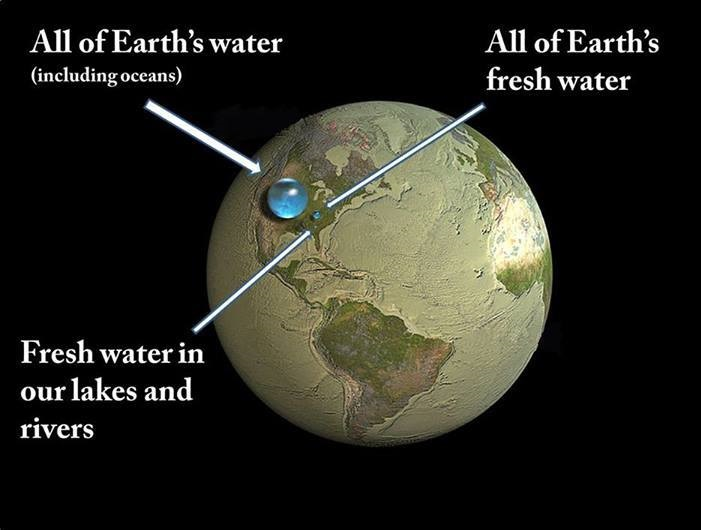 All of Earth's water
(including oceans)
All of Earth's
fresh water
Fresh water in
our lakes and
rivers